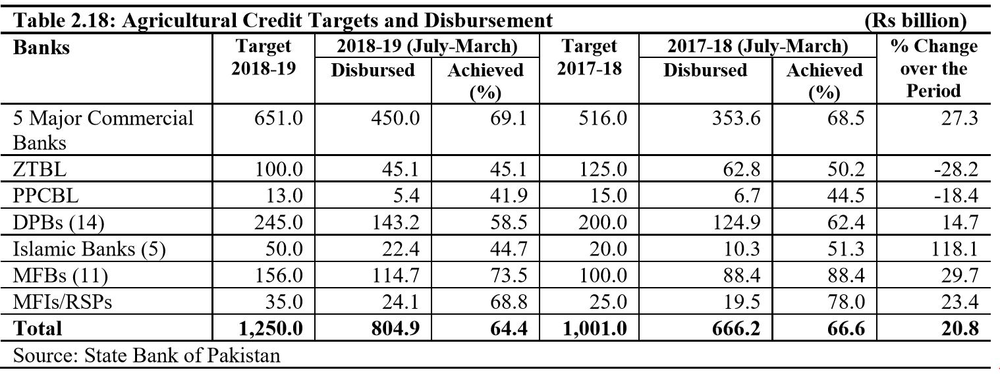 Table 2.18: Agricultural Credit Targets and Disbursement (Rs billion)
Banks Target 2018-19 (July-March) Target 2017-18 (July-March) % Change
2018-19 Disbursed Achieved 2017-18 Disbursed Achieved over the
(%) (%) Period
5 Major Commercial 651.0 450.0 69.1 516.0 353.6 68.5 27.3
Banks
ZTBL 100.0 45.1 45.1 125.0 62.8 50.2 -28.2
PPCBL 13.0 5.4 41.9 15.0 6.7 44.5 -18.4
DPBs (14) 245.0 143.2 58.5 200.0 124.9 62.4 14.7
Islamic Banks (5) 50.0 22.4 44.7 20.0 10.3 51.3 118.1
MFBs (11) 156.0 114.7 73.5 100.0 88.4 88.4 29.7
MFIs/RSPs 35.0 24.1 68.8 25.0 19.5 78.0 23.4
Total 1,250.0 804.9 64.4 1,001.0 666.2 66.6 20.8
Source: State Bank of Pakistan